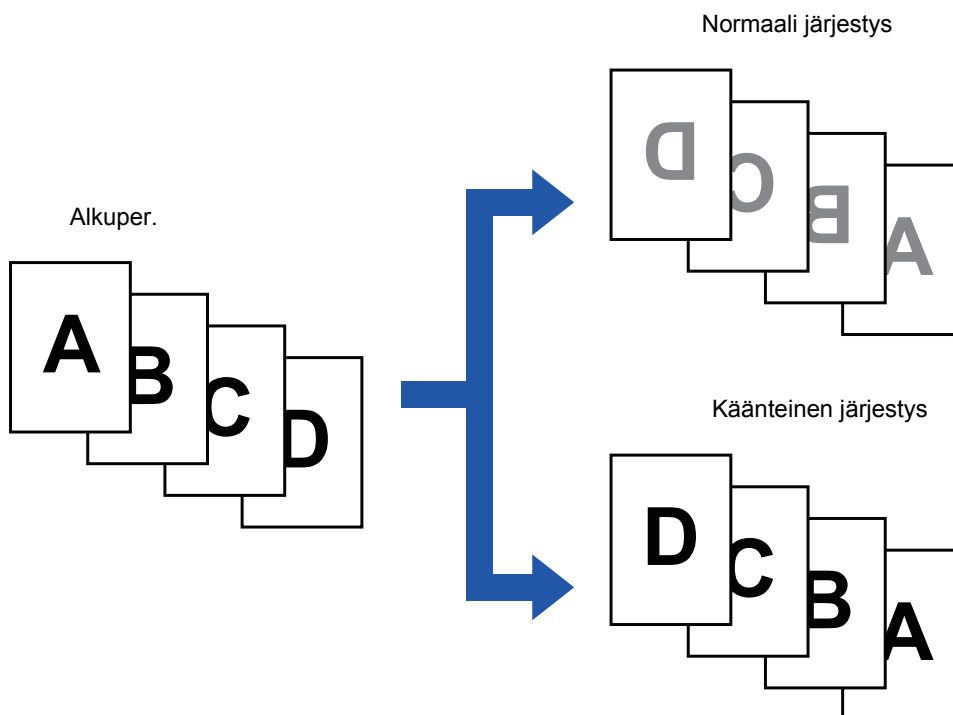 Normaali järjestys
D
C
B
A
Alkuper.
A
B
C
D
Käänteinen järjestys
D
C
B
A